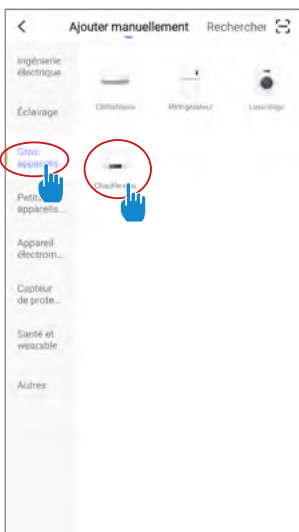 Ajouter manuellement Rechercher
Ingénierie
électrique
Climatiseur Réfrigérateur Lave-linge
Éclairage
Gros
appareil...
Chauffe-eau
Petits
appareils...
Appareil
électrom...
Capteur
de prote...
Santé et
wearable
Autres